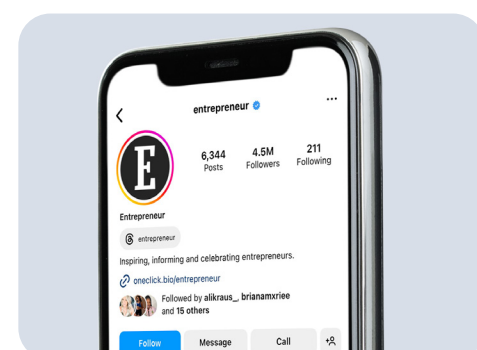 entrepreneur
E
6,344 4.5M 211
Posts Followers Following
Entrepreneur
entrepreneur
Inspiring, informing and celebrating entrepreneurs.
oneclick.bio/entrepreneur
Followed by alikraus_, brianamxriee
and 15 others
Follow Message Call